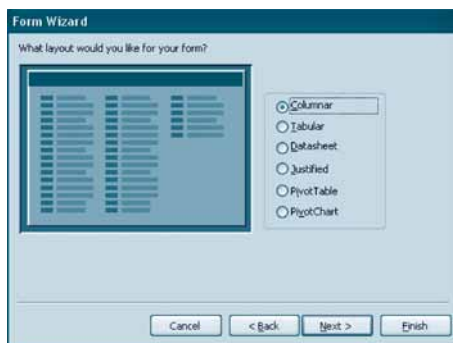 Form Wizard
What layout would you like for your form?
Columnar
Tabular
Datasheet
Justified
PivotTable
PivotChart
Cancel
< Back
Next >
Finish